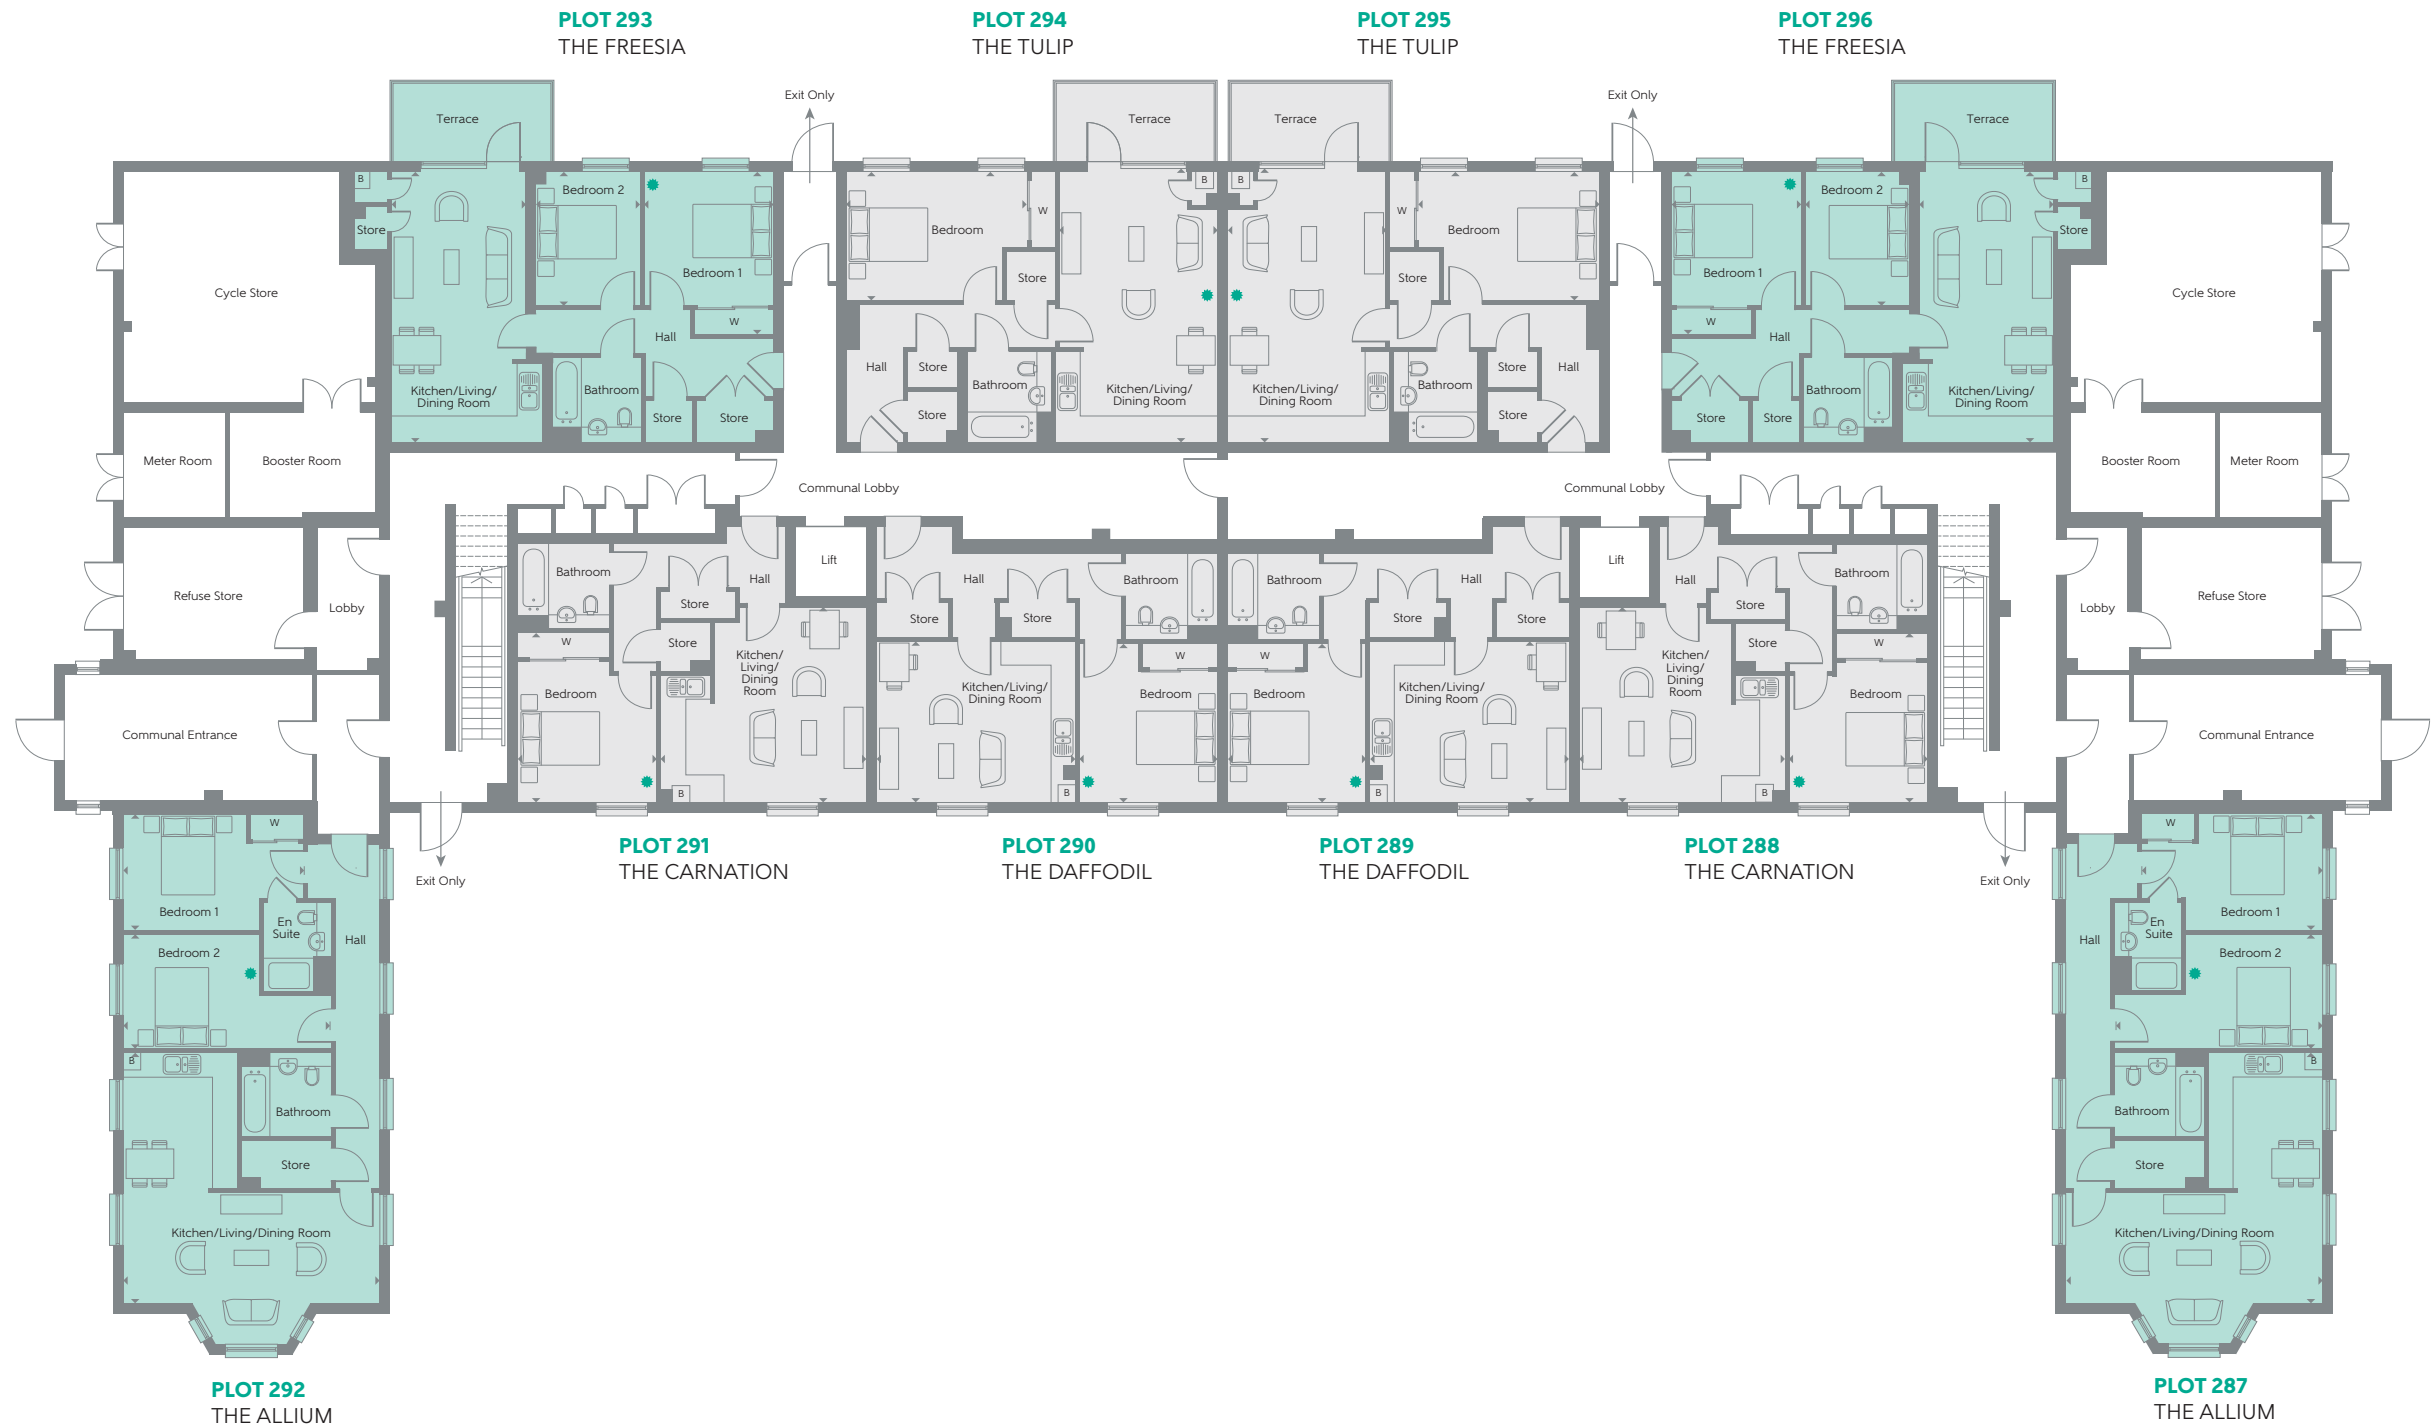 PLOT 293
THE FREESIA
PLOT 294
THE TULIP
PLOT 295
THE TULIP
PLOT 296
THE FREESIA
Exit Only
Exit Only
Terrace
Terrace
Terrace
Terrace
B
Bedroom 2
Bedroom 1
Store
W
Hall
Kitchen/Living/
Dining Room
Bathroom
Store
Store
Bedroom
W
B
Store
Hall
Store
Bathroom
Store
Kitchen/Living/
Dining Room
B
W
Bedroom
Store
Kitchen/Living/
Dining Room
Bathroom
Store
Store
Hall
Bedroom 1
Bedroom 2
B
Store
W
Hall
Bathroom
Kitchen/Living/
Dining Room
Store
Store
Cycle Store
Cycle Store
Meter Room
Booster Room
Booster Room
Meter Room
Communal Lobby
Communal Lobby
Refuse Store
Lobby
Lobby
Refuse Store
Communal Entrance
Communal Entrance
Bathroom
Store
Hall
Lift
W
Store
Kitchen/
Living/
Dining
Room
Bedroom
B
Hall
Store
Store
Bathroom
Kitchen/Living/
Dining Room
W
Bedroom
B
Bathroom
Store
Hall
Store
W
Bedroom
Kitchen/Living/
Dining Room
B
Lift
Hall
Store
Bathroom
Store
W
Kitchen/
Living/
Dining
Room
Bedroom
B
PLOT 291
THE CARNATION
PLOT 290
THE DAFFODIL
PLOT 289
THE DAFFODIL
PLOT 288
THE CARNATION
Exit Only
Exit Only
W
Bedroom 1
En
Suite
Hall
Bedroom 2
B
Bathroom
Store
Kitchen/Living/Dining Room
PLOT 292
THE ALLIUM
W
Bedroom 1
En
Suite
Hall
Bedroom 2
B
Bathroom
Store
Kitchen/Living/Dining Room
PLOT 287
THE ALLIUM